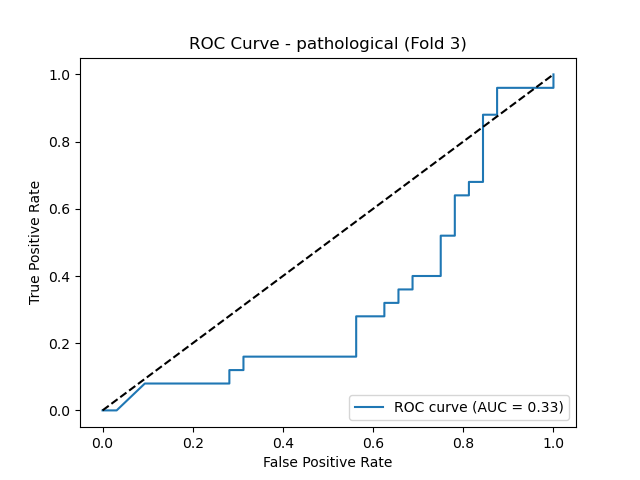 ROC Curve - pathological (Fold 3)
1.0
0.8
0.6
0.4
0.2
0.0
True Positive Rate
ROC curve (AUC = 0.33)
0.0 0.2 0.4 0.6 0.8 1.0
False Positive Rate